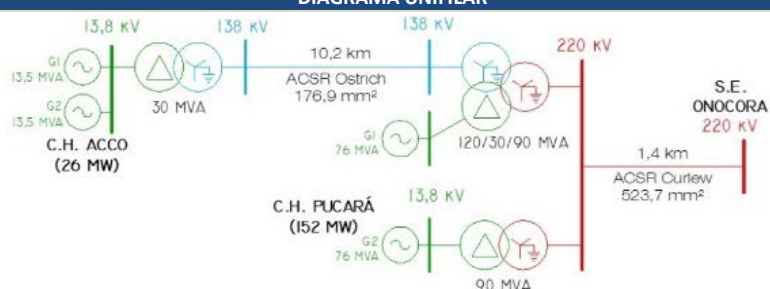 DIAGRAMA UNIFILAR
13,8 kV
138 kV
138 kV
220 kV
10,2 km
ACSR Ostrich
176,9 mm²
G1
13,5 MVA
G2
13,5 MVA
30 MVA
C.H. ACCO
(26 MW)
G1
76 MVA
120/30/90 MVA
S.E.
ONOCORA
220 kV
1,4 km
ACSR Curlew
523,7 mm²
C.H. PUCARÁ
(152 MW)
13,8 kV
G2
76 MVA
90 MVA